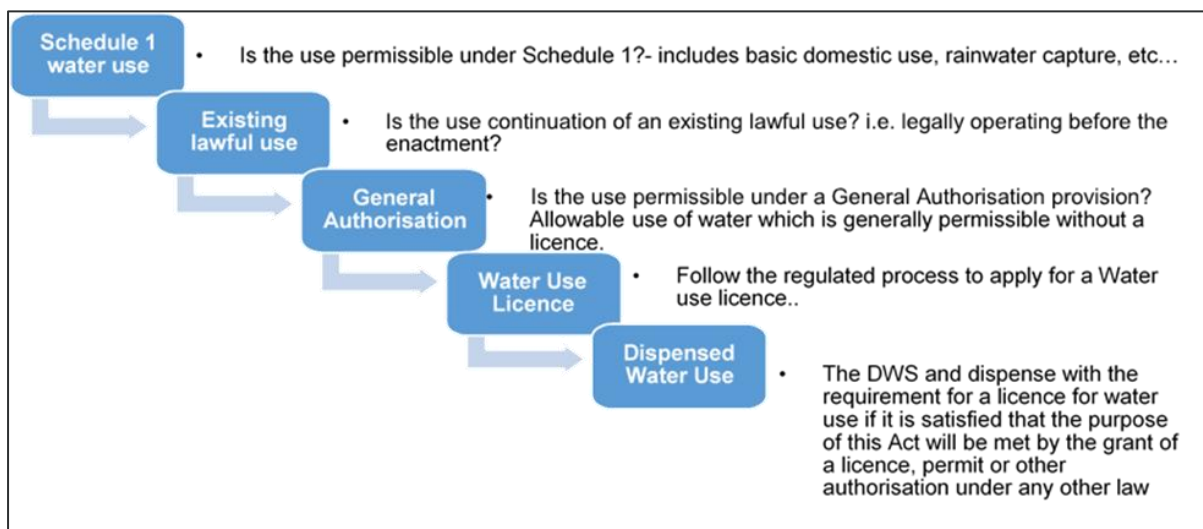 Schedule 1
water use
• Is the use permissible under Schedule 1?- includes basic domestic use, rainwater capture, etc…
Existing
lawful use
• Is the use continuation of an existing lawful use? i.e. legally operating before the
enactment?
General
Authorisation
• Is the use permissible under a General Authorisation provision?
Allowable use of water which is generally permissible without a
licence.
Water Use
Licence
• Follow the regulated process to apply for a Water
use licence..
Dispensed
Water Use
• The DWS and dispense with the
requirement for a licence for water
use if it is satisfied that the purpose
of this Act will be met by the grant of
a licence, permit or other
authorisation under any other law